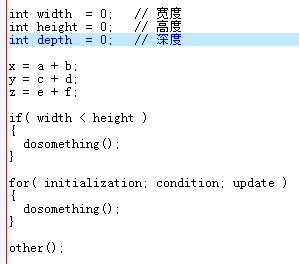 int width  = 0;   // 宽度
int height = 0;   // 高度
int depth  = 0;   // 深度
x = a + b;
y = c + d;
z = e + f;
if( width < height )
{
  dosomething();
}
for( initialization; condition; update )
{
  dosomething();
}
other();